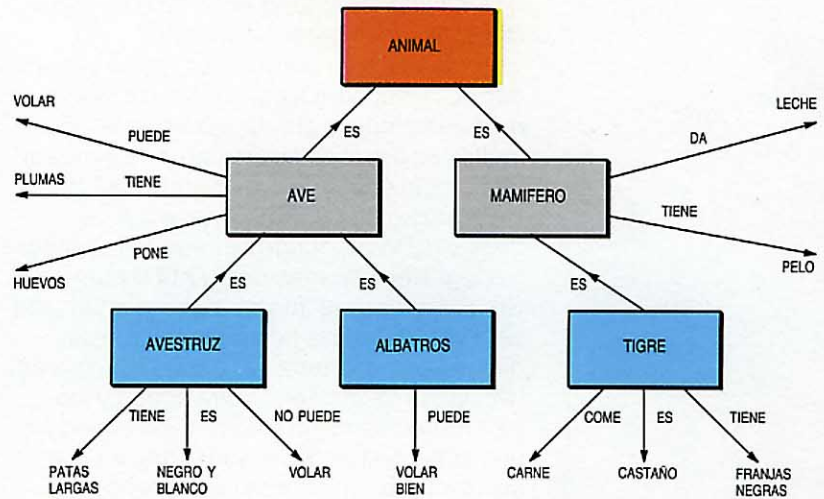 ANIMAL
VOLAR
LECHE
PUEDE
ES
ES
DA
PLUMAS
TIENE
AVE
MAMIFERO
TIENE
PONE
HUEVOS
PELO
ES
ES
ES
AVESTRUZ
ALBATROS
TIGRE
TIENE
ES
NO PUEDE
PUEDE
COME
ES
TIENE
PATAS
LARGAS
NEGRO Y
BLANCO
VOLAR
VOLAR
BIEN
CARNE
CASTAÑO
FRANJAS
NEGRAS